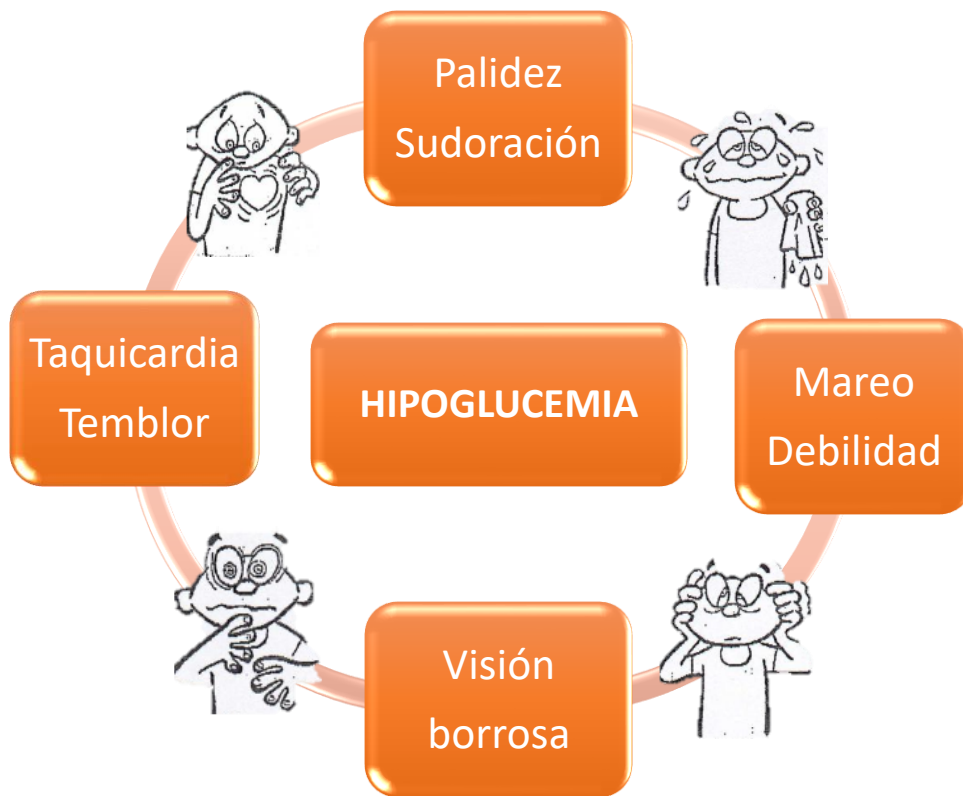 Palidez
Sudoración
Taquicardia
Temblor
HIPOGLUCEMIA
Mareo
Debilidad
Visión
borrosa